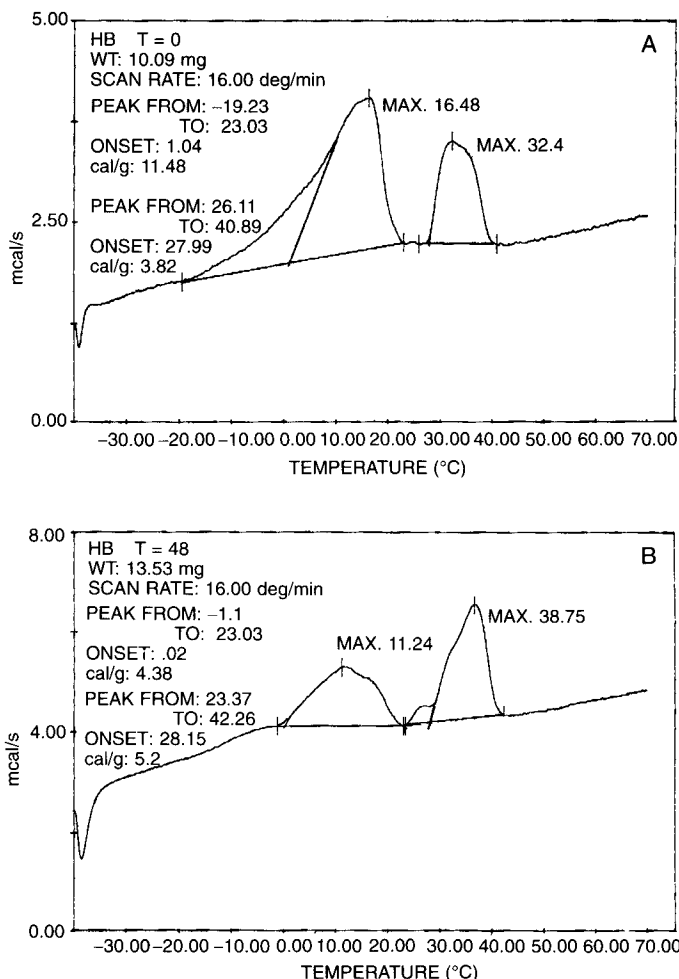 5.00
A
HB T = 0
WT: 10.09 mg
SCAN RATE: 16.00 deg/min
PEAK FROM: −19.23
TO: 23.03
ONSET: 1.04
cal/g: 11.48
MAX. 16.48
MAX. 32.4
PEAK FROM: 26.11
TO: 40.89
ONSET: 27.99
cal/g: 3.82
2.50
mcal/s
0.00
−30.00 −20.00 −10.00 0.00 10.00 20.00 30.00 40.00 50.00 60.00 70.00
TEMPERATURE (°C)
8.00
B
HB T = 48
WT: 13.53 mg
SCAN RATE: 16.00 deg/min
PEAK FROM: −1.1
TO: 23.03
ONSET: .02
cal/g: 4.38
MAX. 11.24
MAX. 38.75
PEAK FROM: 23.37
TO: 42.26
ONSET: 28.15
cal/g: 5.2
4.00
mcal/s
0.00
−30.00 −20.00 −10.00 0.00 10.00 20.00 30.00 40.00 50.00 60.00 70.00
TEMPERATURE (°C)